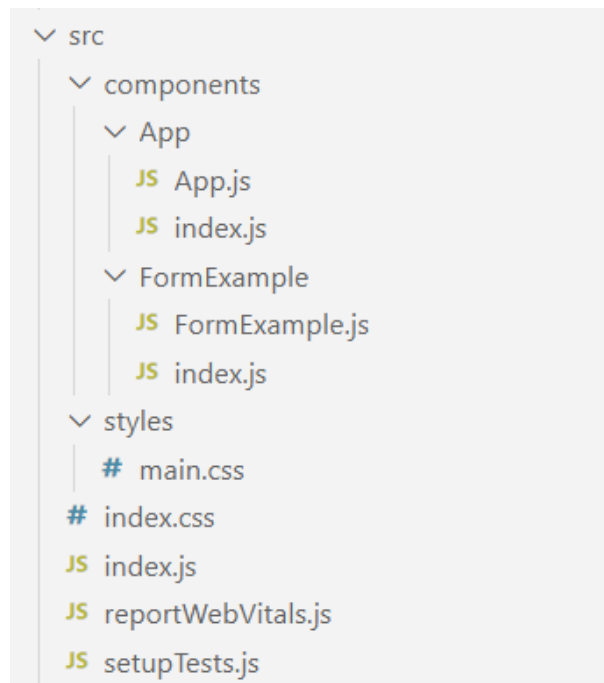 src
components
App
JS App.js
JS index.js
FormExample
JS FormExample.js
JS index.js
styles
# main.css
# index.css
JS index.js
JS reportWebVitals.js
JS setupTests.js